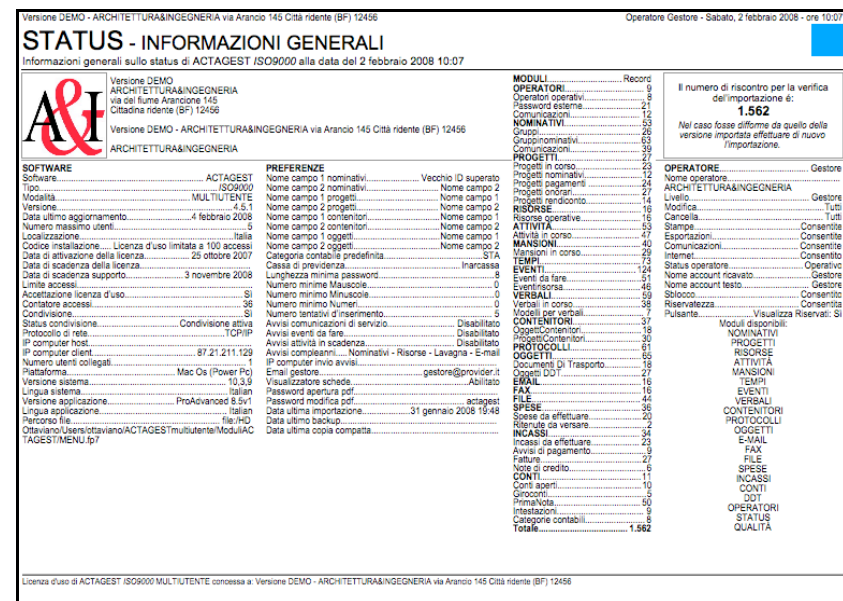 Versione DEMO - ARCHITETTURA&INGEGNERIA via Arancio 145 Città ridente (BF) 12456
Operatore Gestore - Sabato, 2 febbraio 2008 - ore 10:07
STATUS - INFORMAZIONI GENERALI
Informazioni generali sullo status di ACTAGEST ISO9000 alla data del 2 febbraio 2008 10:07
A&I
Versione DEMO
ARCHITETTURA&INGEGNERIA
via del fiume Arancione 145
Cittadina ridente (BF) 12456
Versione DEMO - ARCHITETTURA&INGEGNERIA via Arancio 145 Città ridente (BF) 12456
ARCHITETTURA&INGEGNERIA
SOFTWARE
Software ACTAGEST
Tipo ISO9000
Modalità MULTIUTENTE
Versione 4.5.1
Data ultimo aggiornamento 4 febbraio 2008
Numero massimo utenti 5
Localizzazione Italia
Codice installazione Licenza d'uso limitata a 100 accessi
Data di attivazione della licenza 25 ottobre 2007
Data di scadenza della licenza
Data di scadenza supporto 3 novembre 2008
Limite accessi
Accettazione licenza d'uso Sì
Contatore accessi 36
Condivisione Sì
Status condivisione Condivisione attiva
Protocollo di rete TCP/IP
IP computer host
IP computer client 87.21.211.129
Numero utenti collegati 1
Piattaforma Mac Os (Power Pc)
Versione sistema 10,3,9
Lingua sistema Italian
Versione applicazione ProAdvanced 8.5v1
Lingua applicazione Italian
Percorso file file:/HD
Ottaviano/Users/ottaviano/ACTAGESTmultiutente/ModuliAC
TAGEST/MENU.fp7
PREFERENZE
Nome campo 1 nominativi Vecchio ID superato
Nome campo 2 nominativi Nome campo 2
Nome campo 1 progetti Nome campo 1
Nome campo 2 progetti Nome campo 2
Nome campo 1 contenitori Nome campo 1
Nome campo 2 contenitori Nome campo 2
Nome campo 1 oggetti Nome campo 1
Nome campo 2 oggetti Nome campo 2
Categoria contabile predefinita STA
Cassa di previdenza Inarcassa
Lunghezza minima password 8
Numero minime Maiuscole 0
Numero minimo Minuscole 0
Numero minimo Numeri 0
Numero tentativi d'inserimento 5
Avvisi comunicazioni di servizio Disabilitato
Avvisi eventi da fare Disabilitato
Avvisi attività in scadenza Disabilitato
Avvisi compleanni Nominativi - Risorse - Lavagna - E-mail
IP computer invio avvisi
Email gestore gestore@provider.it
Visualizzatore schede Abilitato
Password apertura pdf
Password modifica pdf actagest
Data ultima importazione 31 gennaio 2008 19:48
Data ultimo backup
Data ultima copia compatta
MODULI Record
OPERATORI 9
Operatori operativi 8
Password esterne 21
Comunicazioni 12
NOMINATIVI 53
Gruppi 26
Gruppinominativi 63
Comunicazioni 39
PROGETTI 27
Progetti in corso 23
Progetti nominativi 12
Progetti pagamenti 24
Progetti onorari 27
Progetti rendiconto 14
RISORSE 16
Risorse operative 16
ATTIVITÀ 53
Attività in corso 47
MANSIONI 40
Mansioni in corso 29
TEMPI 73
EVENTI 124
Eventi da fare 51
Eventirisorsa 46
VERBALI 59
Verbali in corso 38
Modelli per verbali 7
CONTENITORI 37
OggettContenitori 18
ProgettiContenitori 30
PROTOCOLLI 61
OGGETTI 65
Documenti Di Trasporto 18
Oggetti DDT 27
EMAIL 16
FAX 16
FILE 44
SPESE 36
Spese da effettuare 20
Ritenute da versare 2
INCASSI 34
Incassi da effettuare 23
Avvisi di pagamento 9
Fatture 27
Note di credito 6
CONTI 11
Conti aperti 10
Giroconti 5
PrimaNota 50
Intestazioni 9
Categorie contabili 8
Totale 1.562
Il numero di riscontro per la verifica
dell'importazione é:
1.562
Nel caso fosse difforme da quello della
versione importata effettuare di nuovo
l'importazione.
OPERATORE Gestore
Nome operatore
ARCHITETTURA&INGEGNERIA
Livello Gestore
Modifica Tutti
Cancella Tutti
Stampe Consentite
Esportazioni Consentite
Comunicazioni Consentite
Internet Consentito
Status operatore Operativo
Nome account ricavato Gestore
Nome account testo Gestore
Sblocco Consentito
Riservatezza Consentita
Pulsante Visualizza Riservati: Sì
Moduli disponibili:
NOMINATIVI
PROGETTI
RISORSE
ATTIVITÀ
MANSIONI
TEMPI
EVENTI
VERBALI
CONTENITORI
PROTOCOLLI
OGGETTI
E-MAIL
FAX
FILE
SPESE
INCASSI
CONTI
DDT
OPERATORI
STATUS
QUALITÀ
Licenza d'uso di ACTAGEST ISO9000 MULTIUTENTE concessa a: Versione DEMO - ARCHITETTURA&INGEGNERIA via Arancio 145 Città ridente (BF) 12456